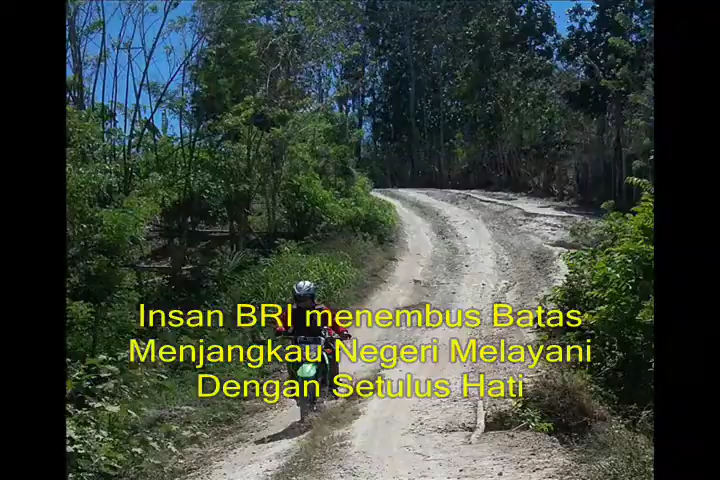 Insan BRI menembus Batas
Menjangkau Negeri Melayani
Dengan Setulus Hati